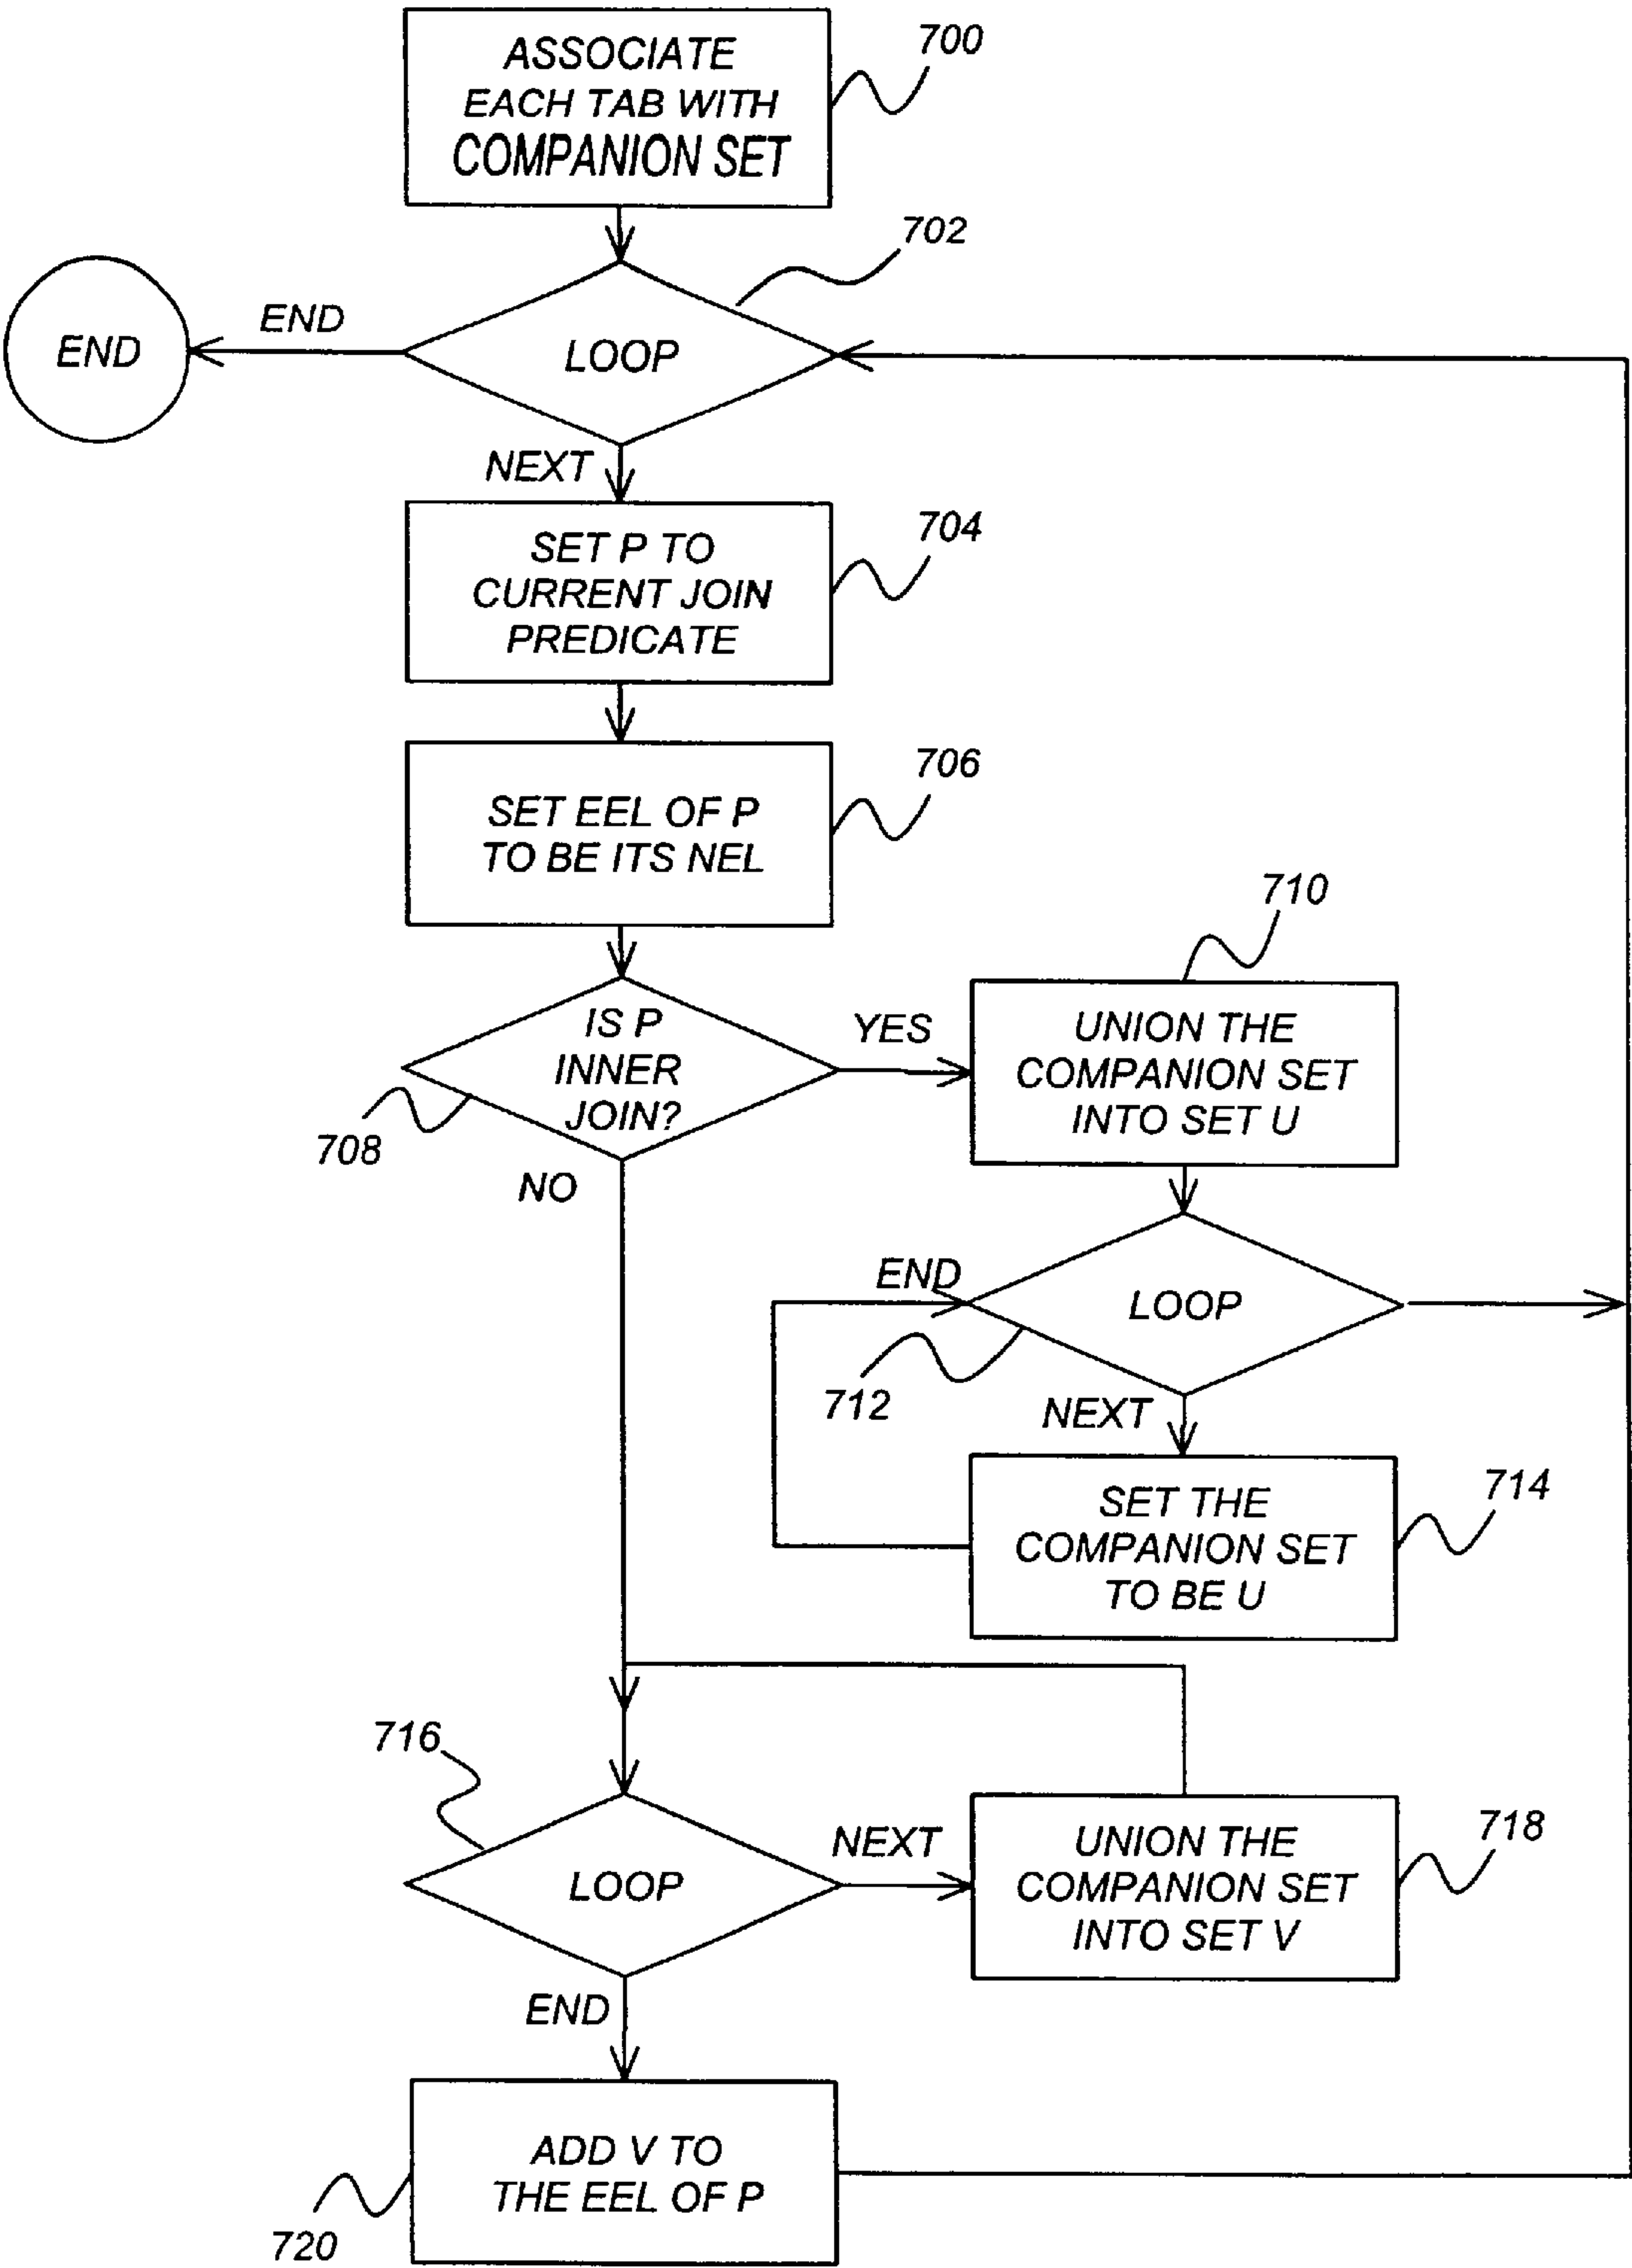 ASSOCIATE
EACH TAB WITH
COMPANION SET
700
702
END
END
LOOP
NEXT
SET P TO
CURRENT JOIN
PREDICATE
704
SET EEL OF P
TO BE ITS NEL
706
IS P
INNER
JOIN?
708
YES
NO
710
UNION THE
COMPANION SET
INTO SET U
END
LOOP
712
NEXT
SET THE
COMPANION SET
TO BE U
714
716
LOOP
NEXT
UNION THE
COMPANION SET
INTO SET V
718
END
ADD V TO
THE EEL OF P
720